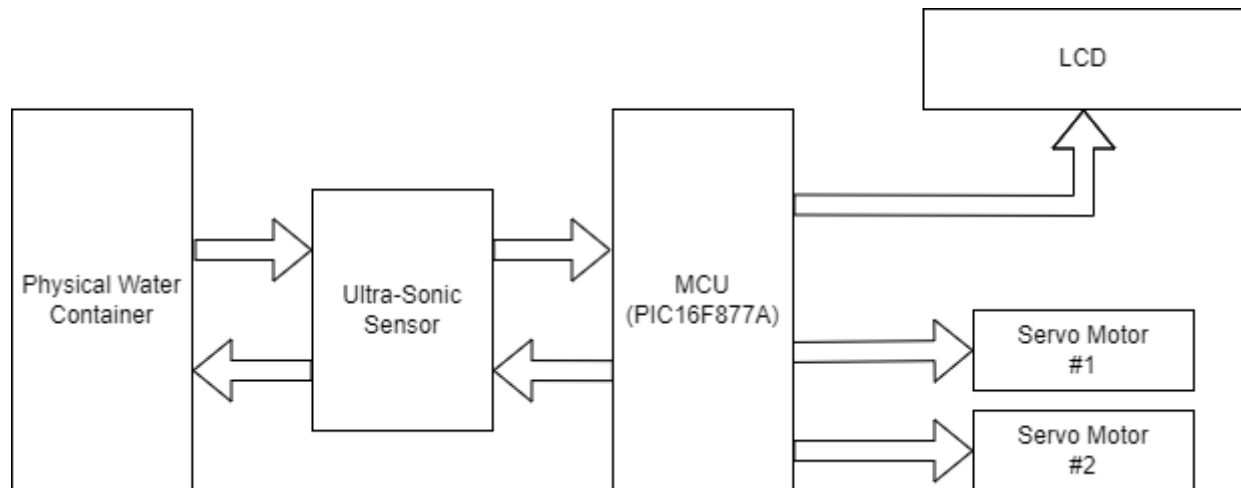 LCD
Physical Water
Container
Ultra-Sonic
Sensor
MCU
(PIC16F877A)
Servo Motor
#1
Servo Motor
#2